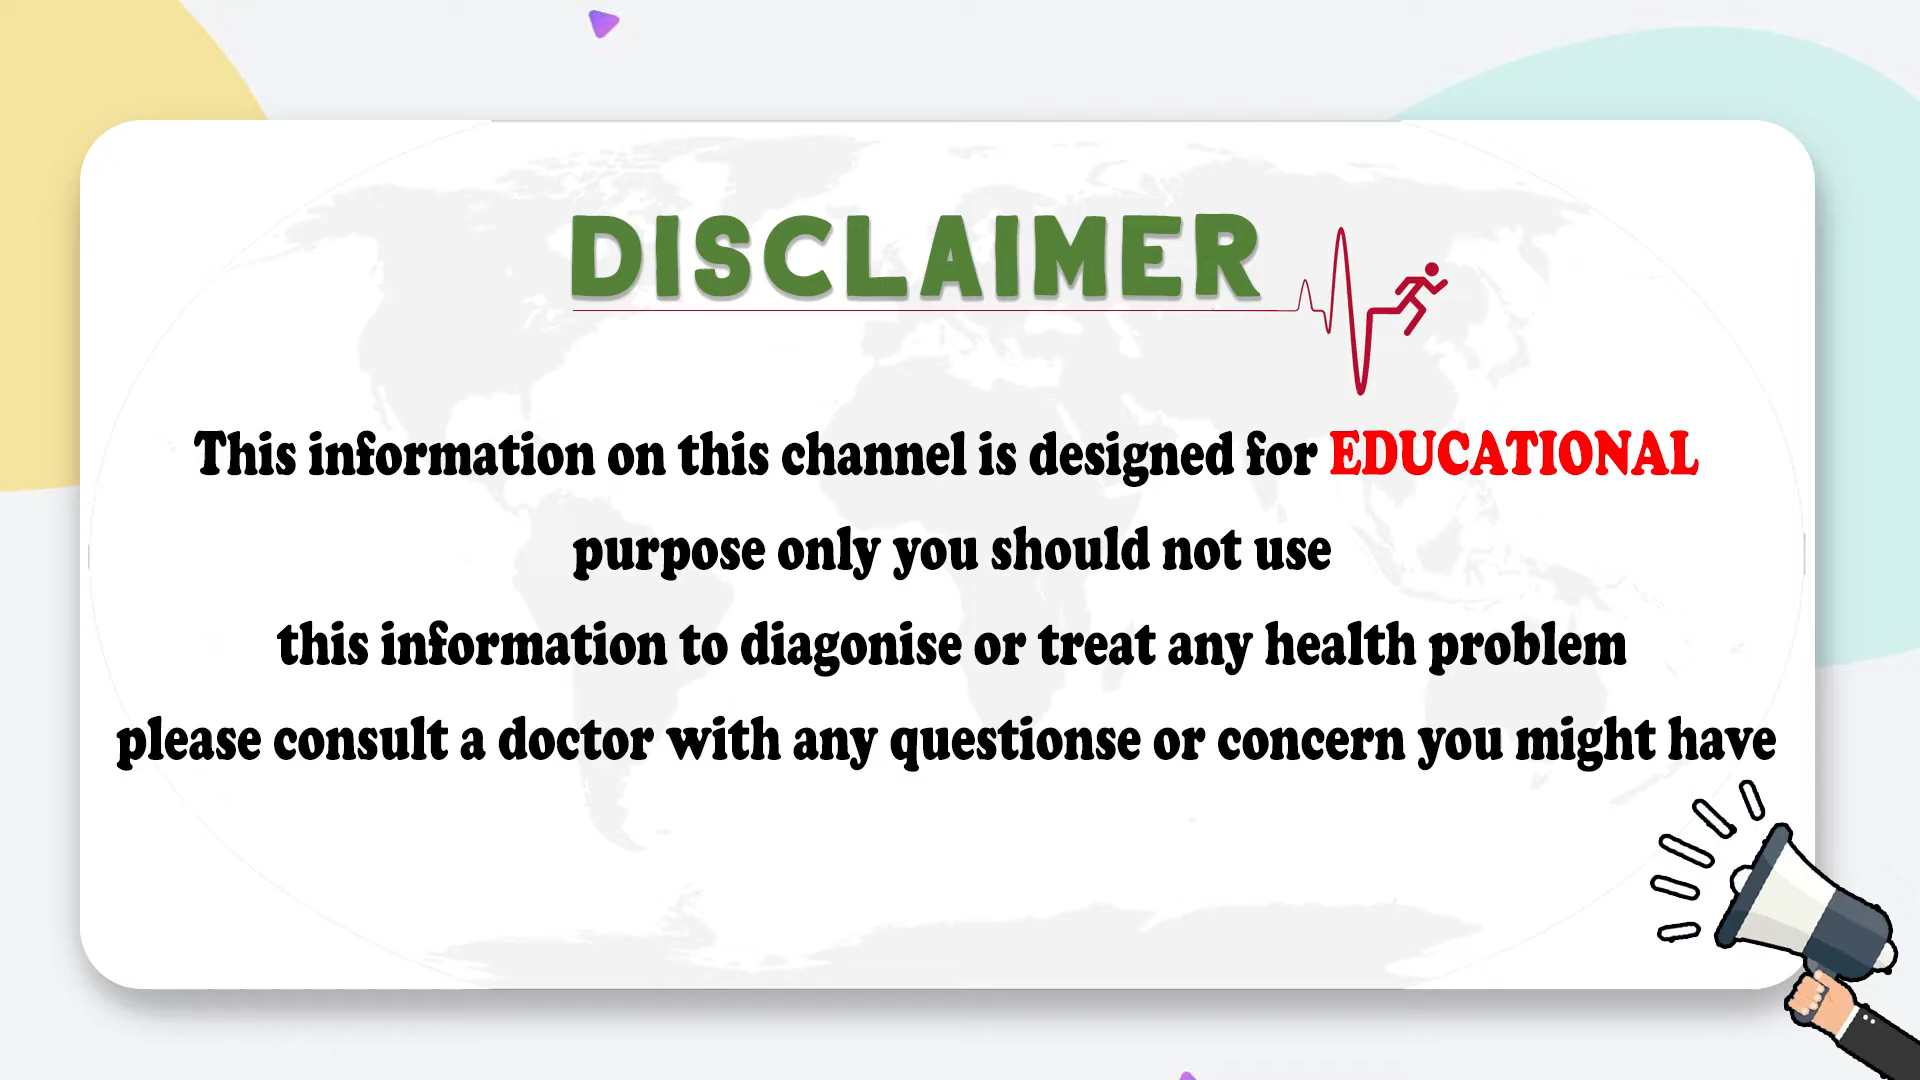 DISCLAIMER
This information on this channel is designed for EDUCATIONAL
purpose only you should not use
this information to diagonise or treat any health problem
please consult a doctor with any questionse or concern you might have